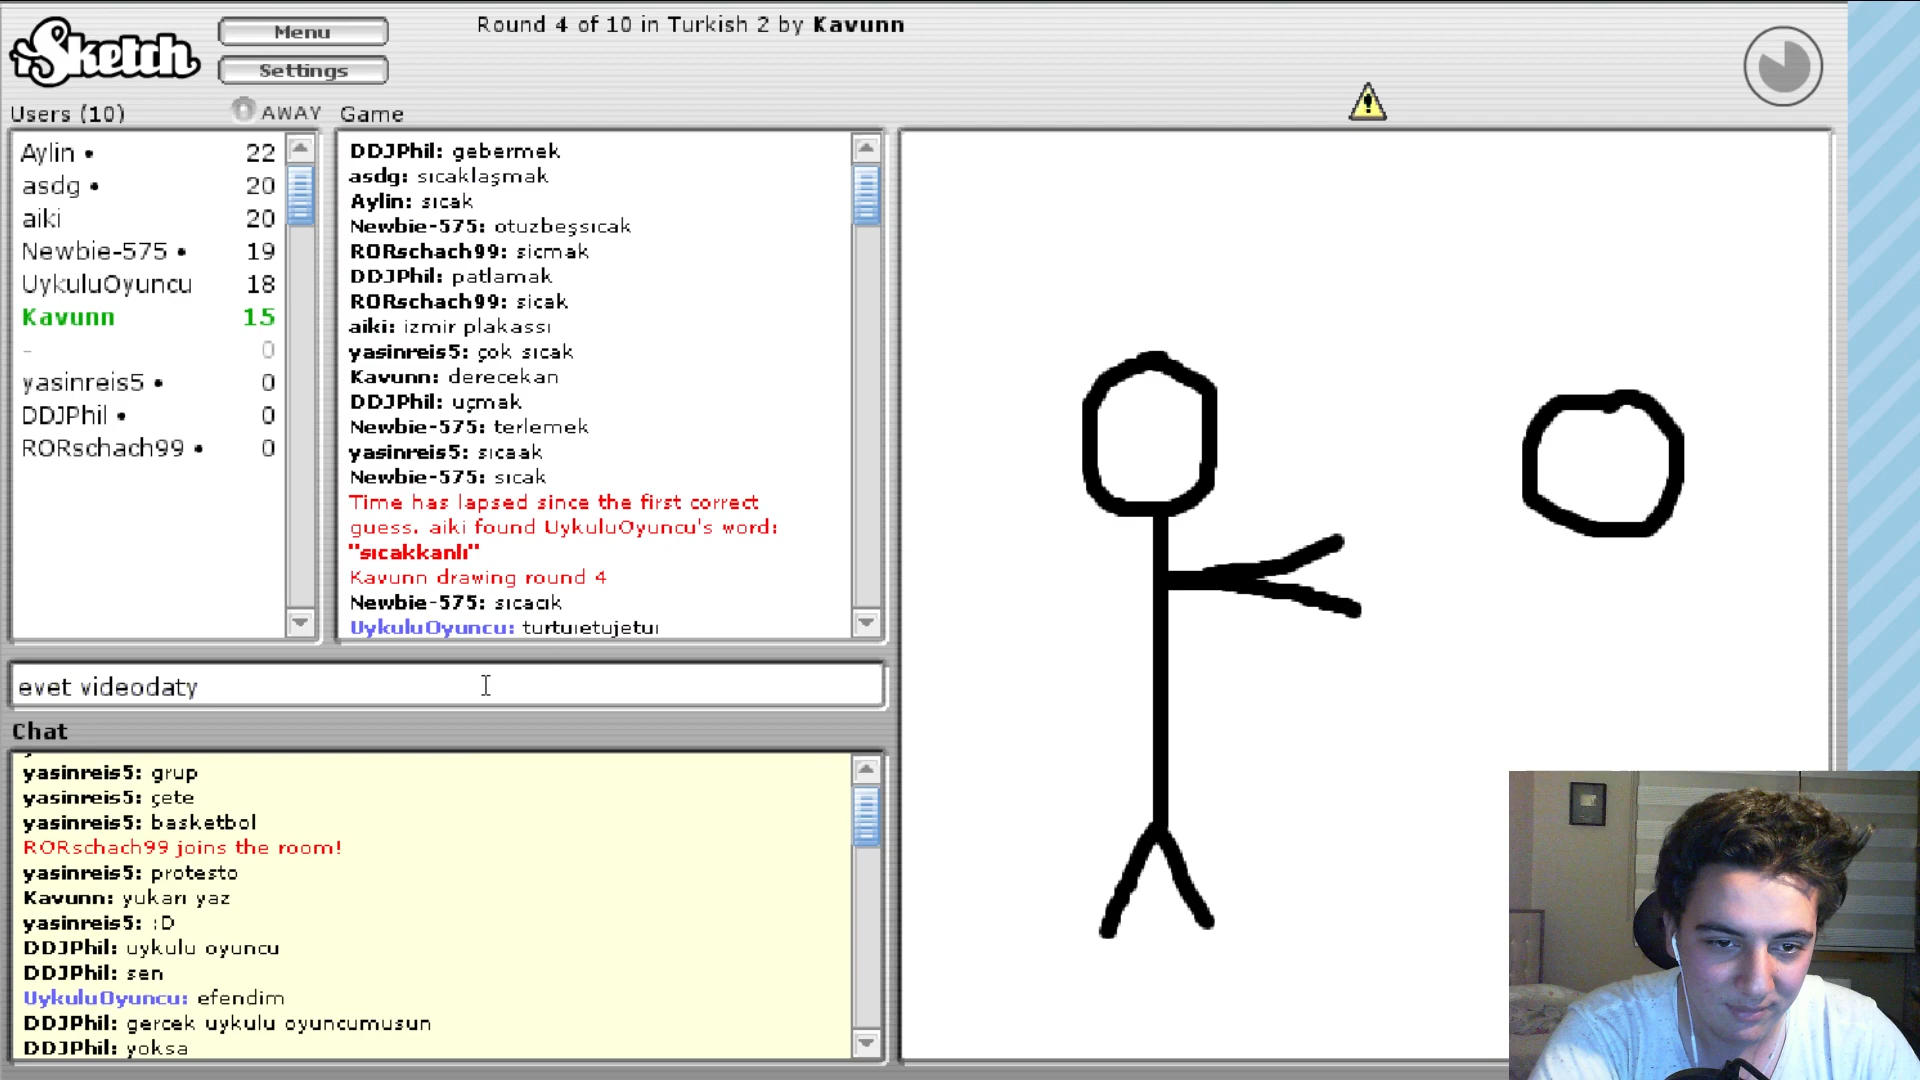 iSketch
Menu
Settings
Round 4 of 10 in Turkish 2 by Kavunn
Users (10)
AWAY
Game
Aylin • 22
asdg • 20
aiki 20
Newbie-575 • 19
UykuluOyuncu 18
Kavunn 15
- 0
yasinreis5 • 0
DDJPhil • 0
RORschach99 • 0
DDJPhil: gebermek
asdg: sıcaklaşmak
Aylin: sıcak
Newbie-575: otuzbeşsıcak
RORschach99: sicmak
DDJPhil: patlamak
RORschach99: sicak
aiki: izmir plakassı
yasinreis5: çok sıcak
Kavunn: derecekan
DDJPhil: uçmak
Newbie-575: terlemek
yasinreis5: sıcaak
Newbie-575: sıcak
Time has lapsed since the first correct
guess. aiki found UykuluOyuncu's word:
"sıcakkanlı"
Kavunn drawing round 4
Newbie-575: sıcacık
UykuluOyuncu: turtuıetujetuı
evet videodaty
Chat
yasinreis5: grup
yasinreis5: çete
yasinreis5: basketbol
RORschach99 joins the room!
yasinreis5: protesto
Kavunn: yukarı yaz
yasinreis5: :D
DDJPhil: uykulu oyuncu
DDJPhil: sen
UykuluOyuncu: efendim
DDJPhil: gercek uykulu oyuncumusun
DDJPhil: yoksa